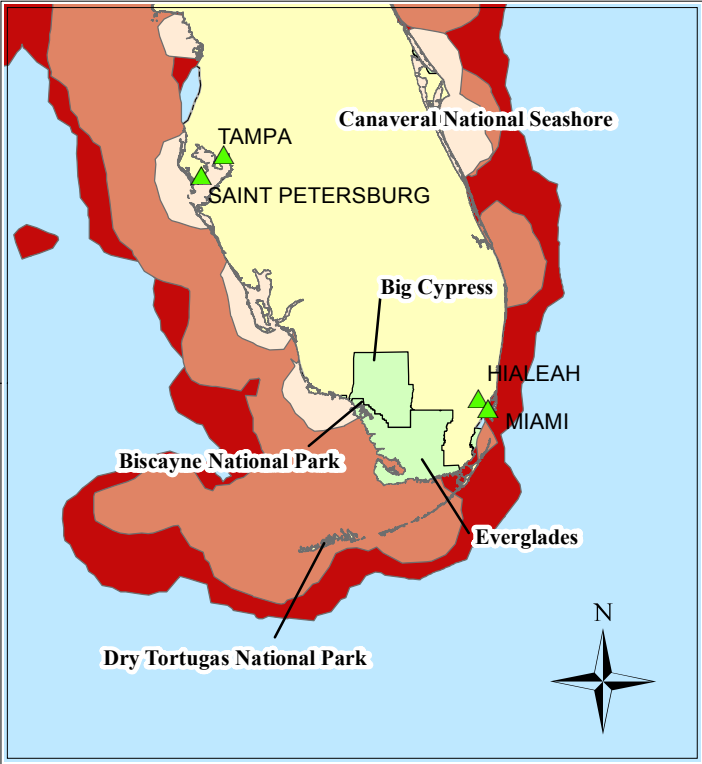 Canaveral National Seashore
TAMPA
SAINT PETERSBURG
Big Cypress
HIALEAH
MIAMI
Biscayne National Park
Everglades
N
Dry Tortugas National Park